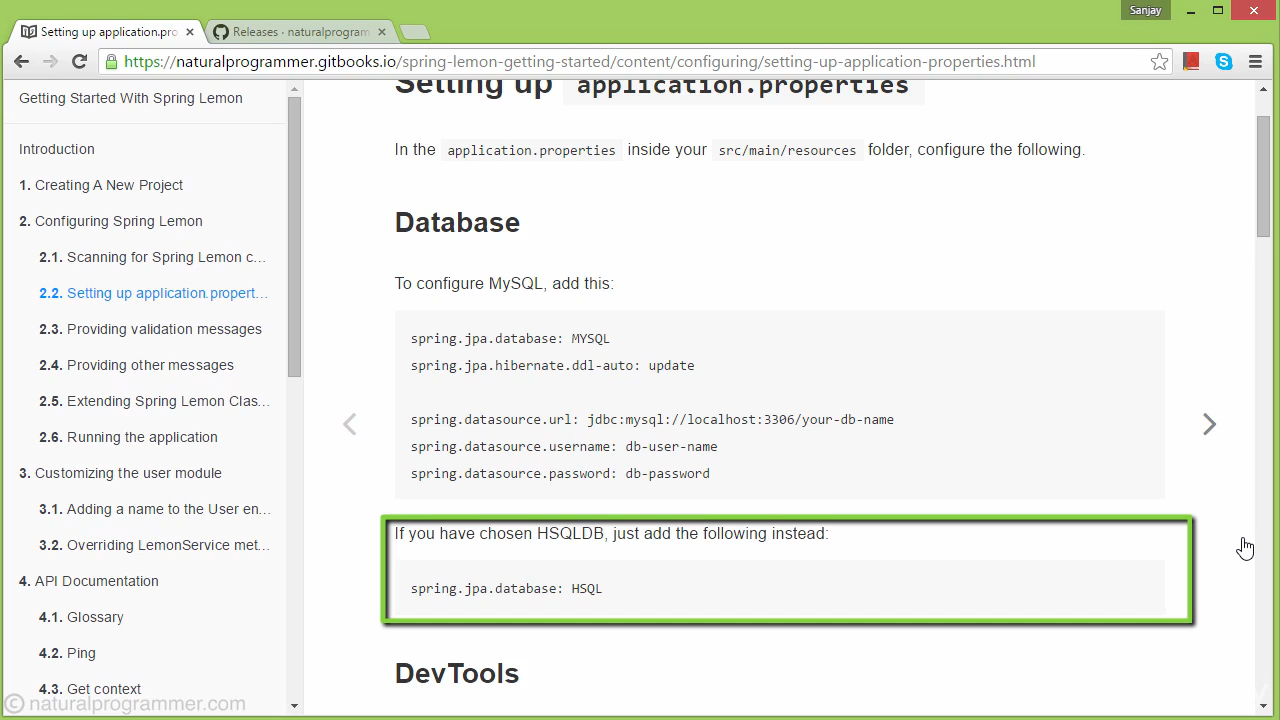 Sanjay
Setting up application.pro
Releases · naturalprogram
https://naturalprogrammer.gitbooks.io/spring-lemon-getting-started/content/configuring/setting-up-application-properties.html
Getting Started With Spring Lemon
Introduction
1. Creating A New Project
2. Configuring Spring Lemon
2.1. Scanning for Spring Lemon c...
2.2. Setting up application.propert...
2.3. Providing validation messages
2.4. Providing other messages
2.5. Extending Spring Lemon Clas...
2.6. Running the application
3. Customizing the user module
3.1. Adding a name to the User en...
3.2. Overriding LemonService met...
4. API Documentation
4.1. Glossary
4.2. Ping
4.3. Get context
© naturalprogrammer.com
Setting up application.properties
In the application.properties inside your src/main/resources folder, configure the following.
Database
To configure MySQL, add this:
spring.jpa.database: MYSQL
spring.jpa.hibernate.ddl-auto: update
spring.datasource.url: jdbc:mysql://localhost:3306/your-db-name
spring.datasource.username: db-user-name
spring.datasource.password: db-password
If you have chosen HSQLDB, just add the following instead:
spring.jpa.database: HSQL
DevTools